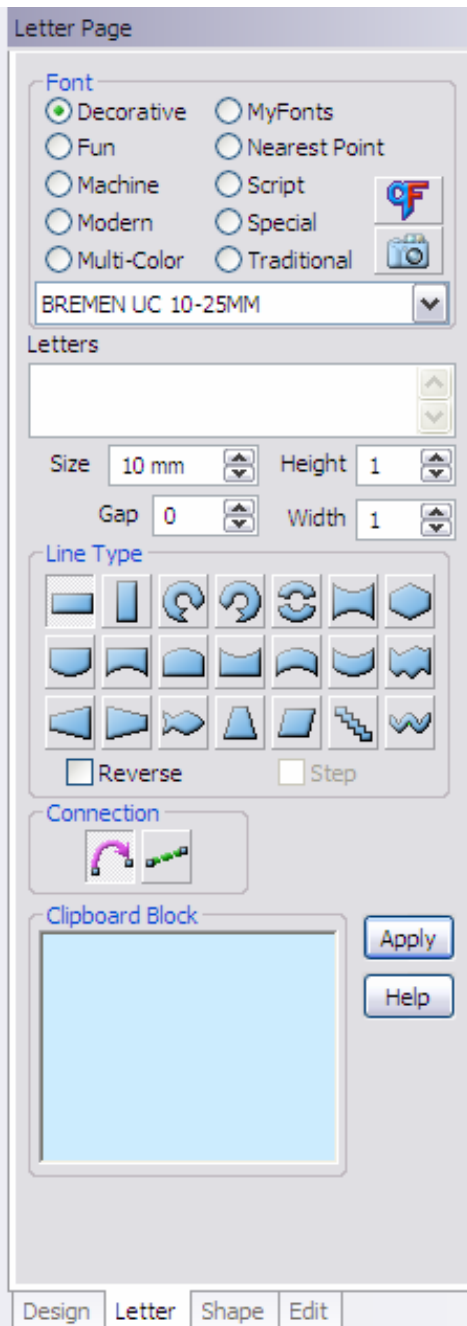 Letter Page
Font
Decorative MyFonts
Fun Nearest Point
Machine Script
Modern Special
Multi-Color Traditional
BREMEN UC 10-25MM
Letters
Size 10 mm Height 1
Gap 0 Width 1
Line Type
Reverse Step
Connection
Clipboard Block
Apply
Help
Design Letter Shape Edit